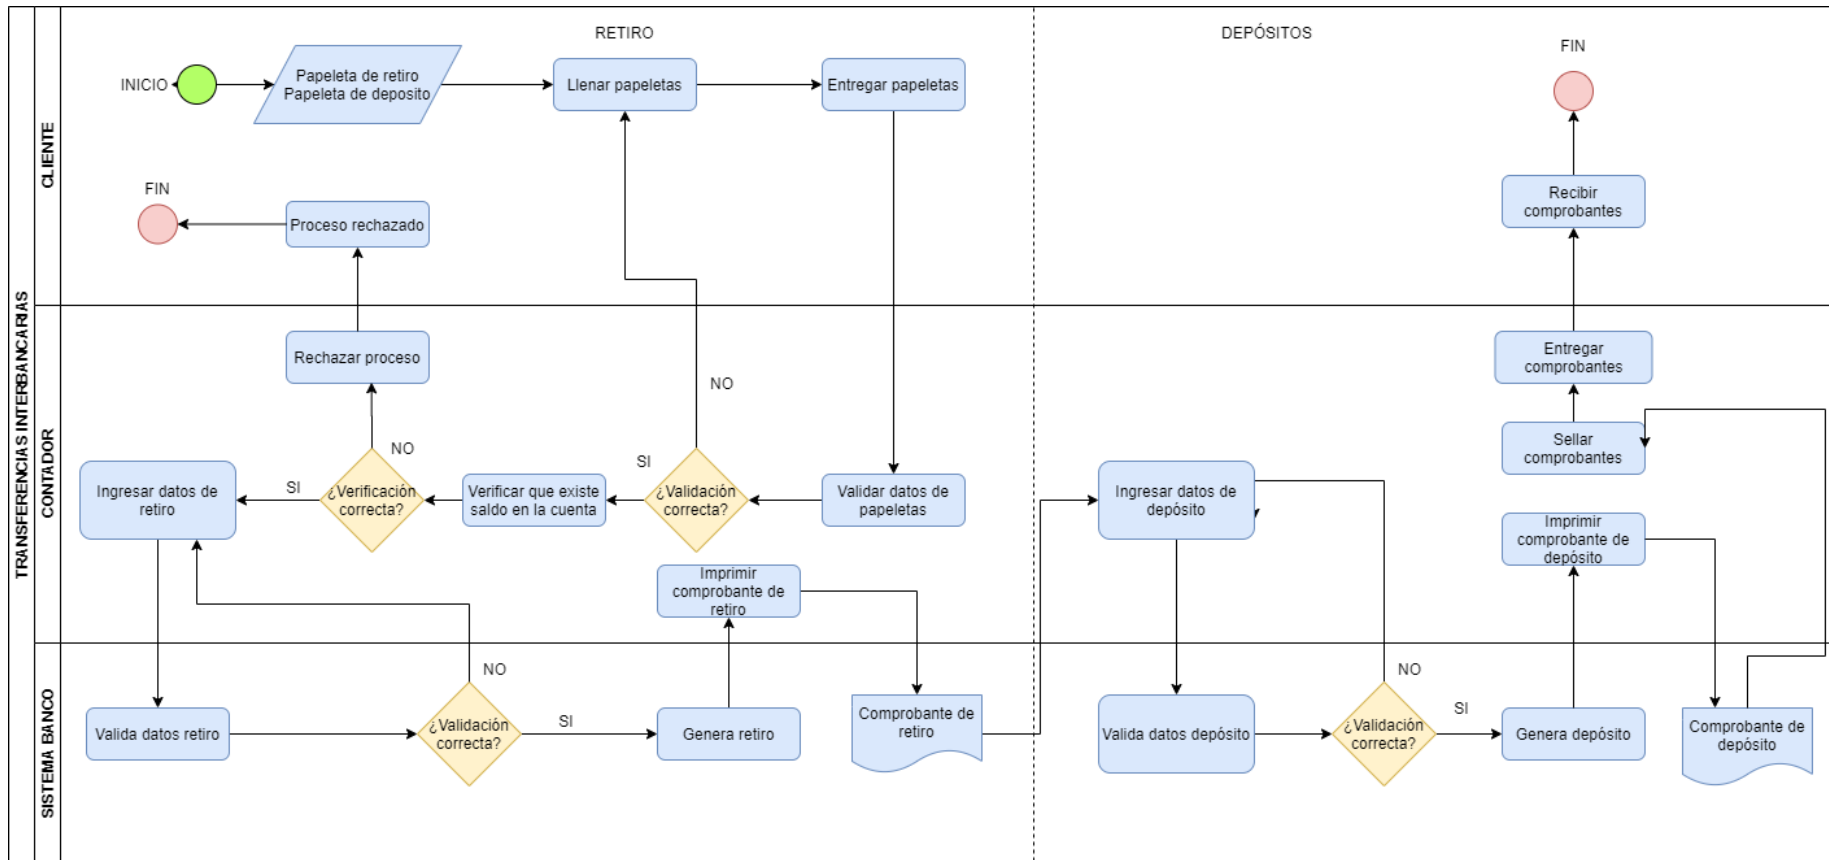 TRANSFERENCIAS INTERBANCARIAS
CLIENTE
RETIRO
DEPÓSITOS
INICIO
Papeleta de retiro
Papeleta de deposito
Llenar papeletas
Entregar papeletas
FIN
FIN
Proceso rechazado
Recibir
comprobantes
CONTADOR
Rechazar proceso
NO
Entregar
comprobantes
Ingresar datos de
retiro
SI
NO
¿Verificación
correcta?
Verificar que existe
saldo en la cuenta
SI
¿Validación
correcta?
Validar datos de
papeletas
Ingresar datos de
depósito
Sellar
comprobantes
Imprimir
comprobante de
depósito
Imprimir
comprobante de
retiro
SISTEMA BANCO
Valida datos retiro
NO
¿Validación
correcta?
SI
Genera retiro
Comprobante de
retiro
Valida datos depósito
NO
¿Validación
correcta?
SI
Genera depósito
Comprobante de
depósito